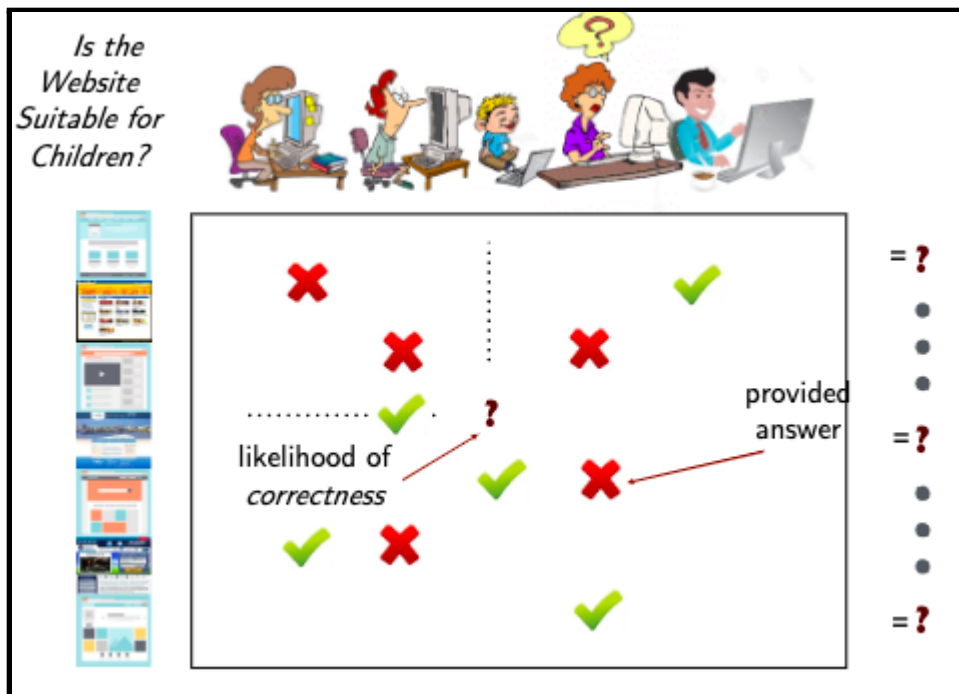 Is the
Website
Suitable for
Children?
?
= ?
provided
answer
?
likelihood of
correctness
= ?
= ?